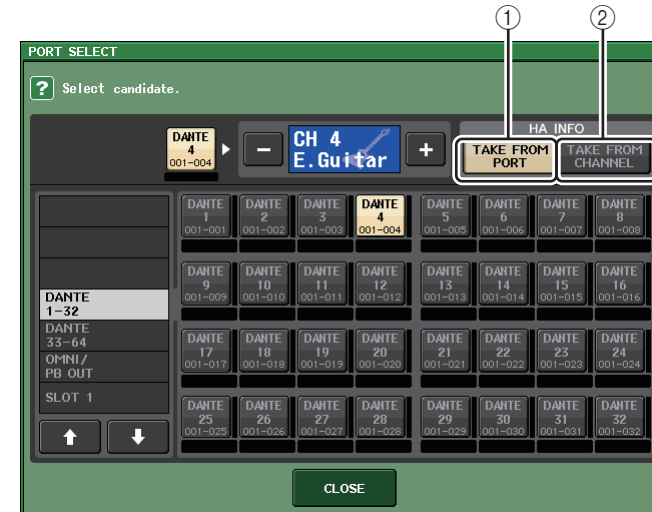 1 2
PORT SELECT
? Select candidate.
HA INFO
DANTE
4
001-004
−
CH 4
E.Guitar
+
TAKE FROM
PORT
TAKE FROM
CHANNEL
DANTE
1
001-001
DANTE
2
001-002
DANTE
3
001-003
DANTE
4
001-004
DANTE
5
001-005
DANTE
6
001-006
DANTE
7
001-007
DANTE
8
001-008
DANTE
9
001-009
DANTE
10
001-010
DANTE
11
001-011
DANTE
12
001-012
DANTE
13
001-013
DANTE
14
001-014
DANTE
15
001-015
DANTE
16
001-016
DANTE
17
001-017
DANTE
18
001-018
DANTE
19
001-019
DANTE
20
001-020
DANTE
21
001-021
DANTE
22
001-022
DANTE
23
001-023
DANTE
24
001-024
DANTE
25
001-025
DANTE
26
001-026
DANTE
27
001-027
DANTE
28
001-028
DANTE
29
001-029
DANTE
30
001-030
DANTE
31
001-031
DANTE
32
001-032
DANTE
1-32
DANTE
33-64
OMNI/
PB OUT
SLOT 1
CLOSE